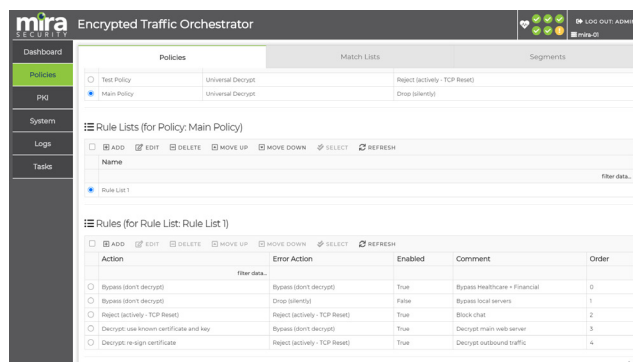 mira
SECURITY
Encrypted Traffic Orchestrator
LOG OUT: ADMI
mira-01
Dashboard
Policies
PKI
System
Logs
Tasks
Policies Match Lists Segments
Test Policy Universal Decrypt Reject (actively - TCP Reset)
Main Policy Universal Decrypt Drop (silently)
Rule Lists (for Policy: Main Policy)
ADD EDIT DELETE MOVE UP MOVE DOWN SELECT REFRESH
Name
filter data...
Rule List 1
Rules (for Rule List: Rule List 1)
ADD EDIT DELETE MOVE UP MOVE DOWN SELECT REFRESH
Action Error Action Enabled Comment Order
filter data...
Bypass (don't decrypt) Bypass (don't decrypt) True Bypass Healthcare + Financial 0
Bypass (don't decrypt) Drop (silently) False Bypass local servers 1
Reject (actively - TCP Reset) Reject (actively - TCP Reset) True Block chat 2
Decrypt: use known certificate and key Bypass (don't decrypt) True Decrypt main web server 3
Decrypt: re-sign certificate Reject (actively - TCP Reset) True Decrypt outbound traffic 4